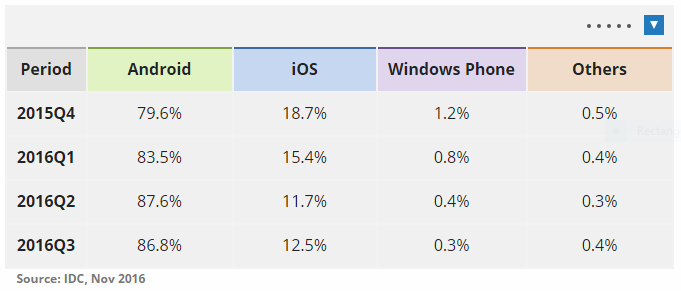 Period Android iOS Windows Phone Others
2015Q4 79.6% 18.7% 1.2% 0.5%
2016Q1 83.5% 15.4% 0.8% 0.4%
2016Q2 87.6% 11.7% 0.4% 0.3%
2016Q3 86.8% 12.5% 0.3% 0.4%
Source: IDC, Nov 2016